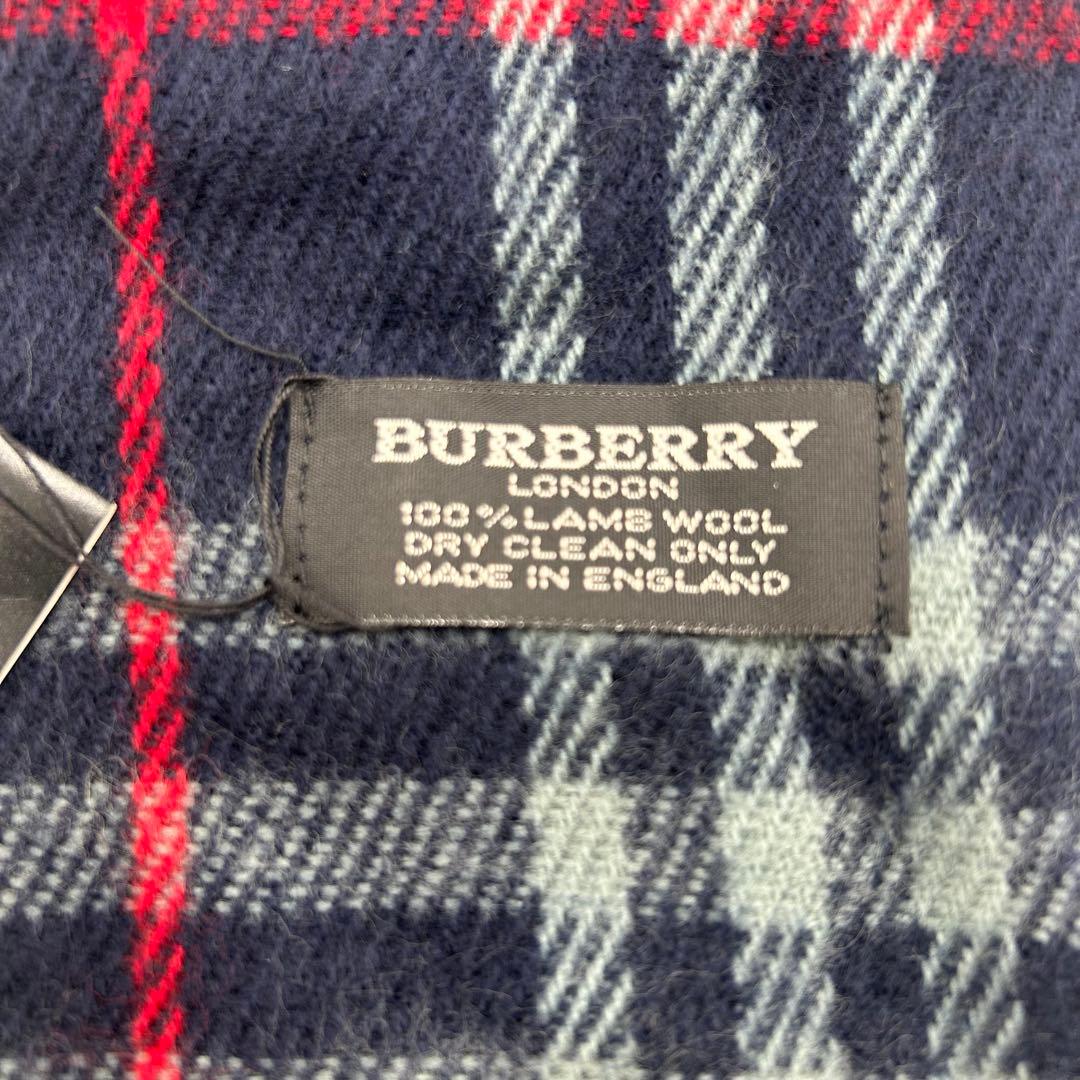 BURBERRY
LONDON
100% LAMB WOOL
DRY CLEAN ONLY
MADE IN ENGLAND